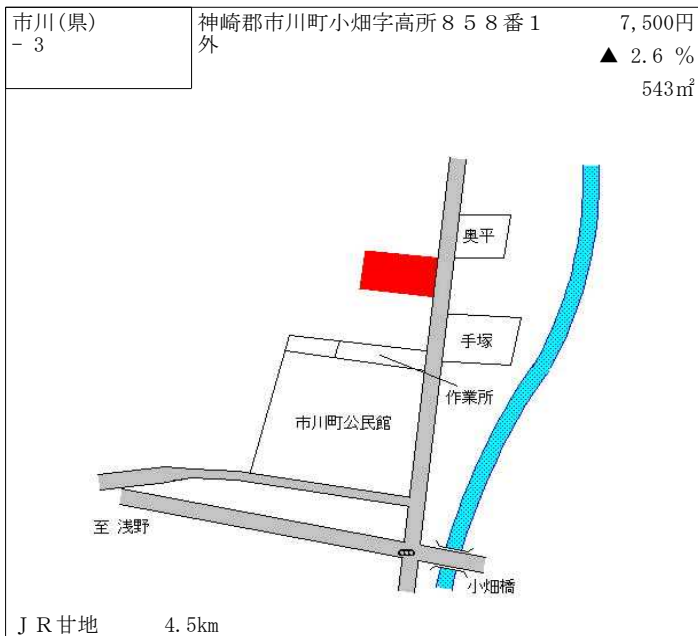 市川(県)
－3
神崎郡市川町小畑字高所８５８番１
外
7,500円
▲ 2.6 %
543㎡
奥平
手塚
作業所
市川町公民館
至 浅野
小畑橋
ＪＲ甘地 4.5km